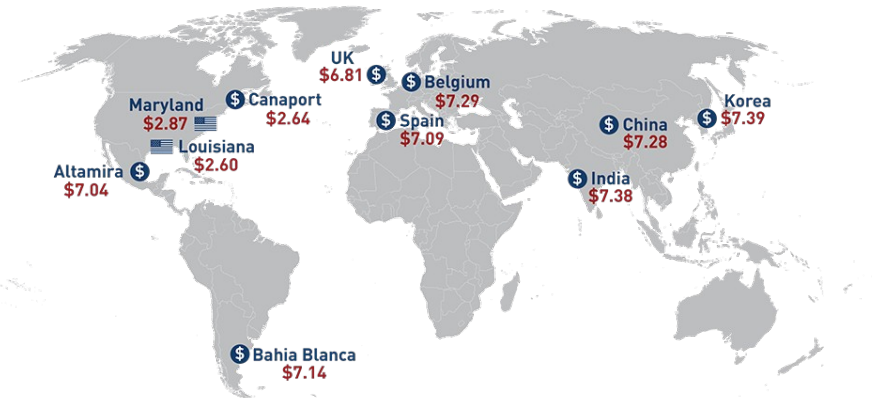 UK
$6.81
Belgium
$7.29
Maryland
$2.87
$ Canaport
$2.64
$ Spain
$7.09
Korea
$7.39
$ China
$7.28
Louisiana
$2.60
Altamira $
$7.04
$ India
$7.38
$ Bahia Blanca
$7.14